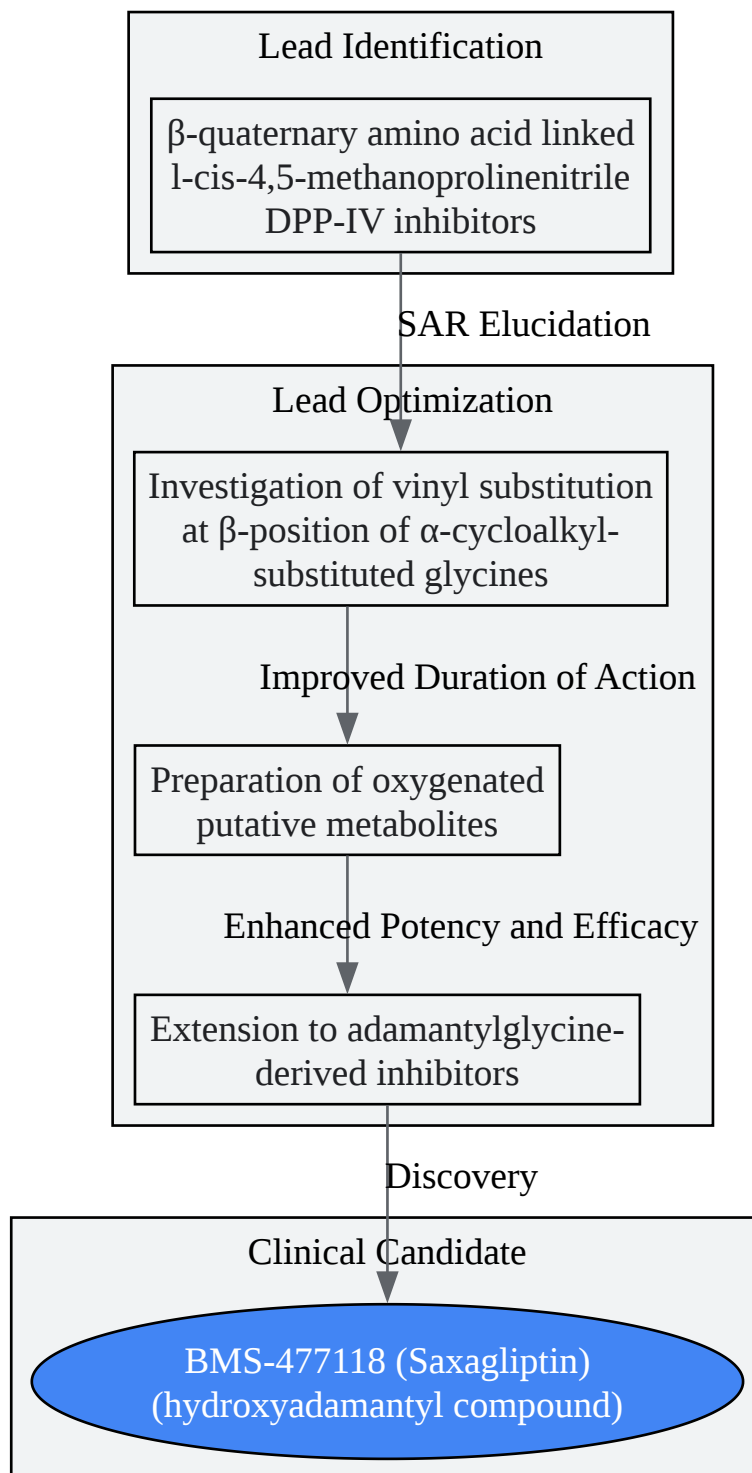 Lead Identification
β-quaternary amino acid linked
l-cis-4,5-methanoprolinenitrile
DPP-IV inhibitors
SAR Elucidation
Lead Optimization
Investigation of vinyl substitution
at β-position of α-cycloalkyl-
substituted glycines
Improved Duration of Action
Preparation of oxygenated
putative metabolites
Enhanced Potency and Efficacy
Extension to adamantylglycine-
derived inhibitors
Discovery
Clinical Candidate
BMS-477118 (Saxagliptin)
(hydroxyadamantyl compound)